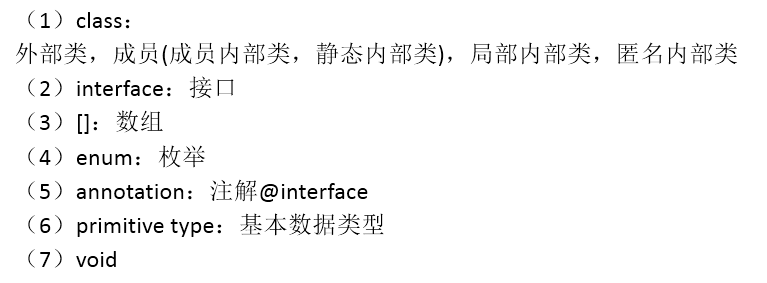 （1）class：
外部类，成员(成员内部类，静态内部类)，局部内部类，匿名内部类
（2）interface：接口
（3）[]：数组
（4）enum：枚举
（5）annotation：注解@interface
（6）primitive type：基本数据类型
（7）void